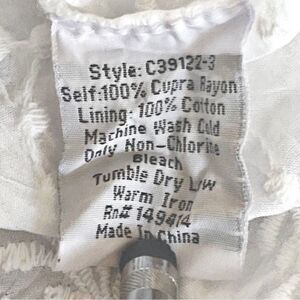 Style: C39122-3
Self:100% Cupra Rayon
Lining: 100% Cotton
Machine Wash Cold
Only Non-Chlorine
Bleach
Tumble Dry Low
Warm Iron
Rn# 149414
Made In China